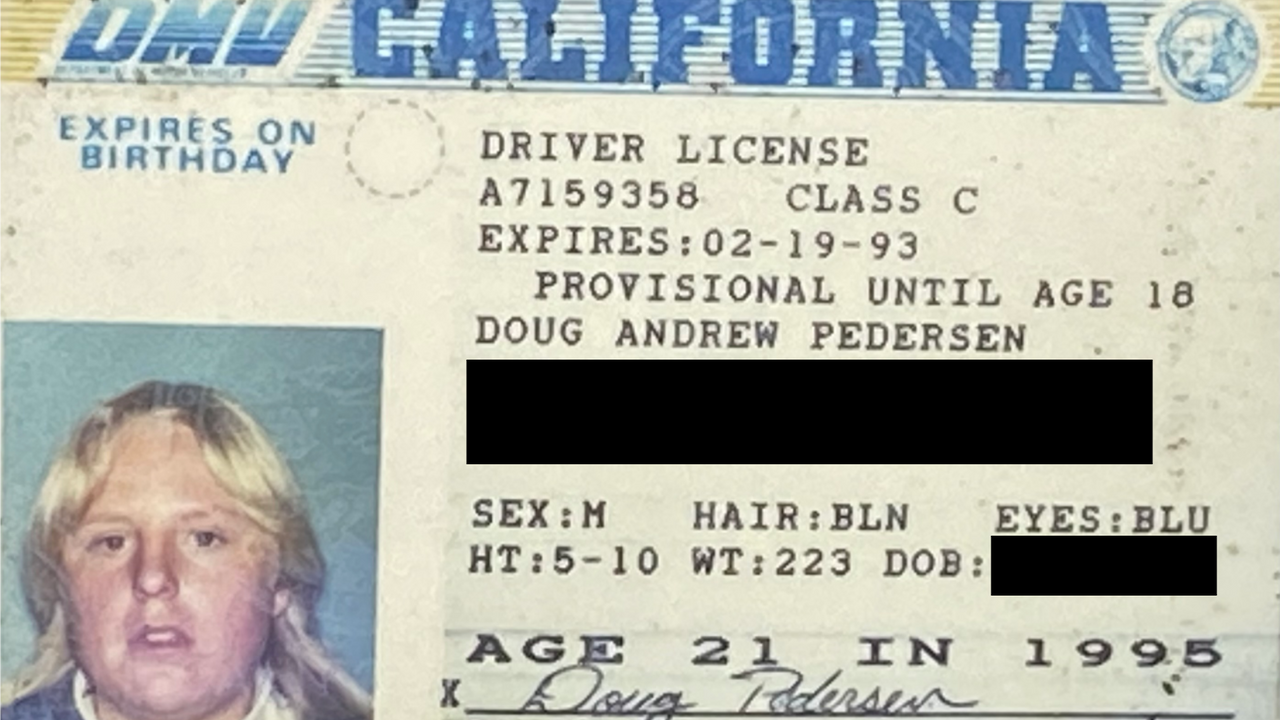 DMV CALIFORNIA
EXPIRES ON
BIRTHDAY
DRIVER LICENSE
A7159358 CLASS C
EXPIRES:02-19-93
PROVISIONAL UNTIL AGE 18
DOUG ANDREW PEDERSEN
SEX:M HAIR:BLN EYES:BLU
HT:5-10 WT:223 DOB:
AGE 21 IN 1995
X Doug Pedersen